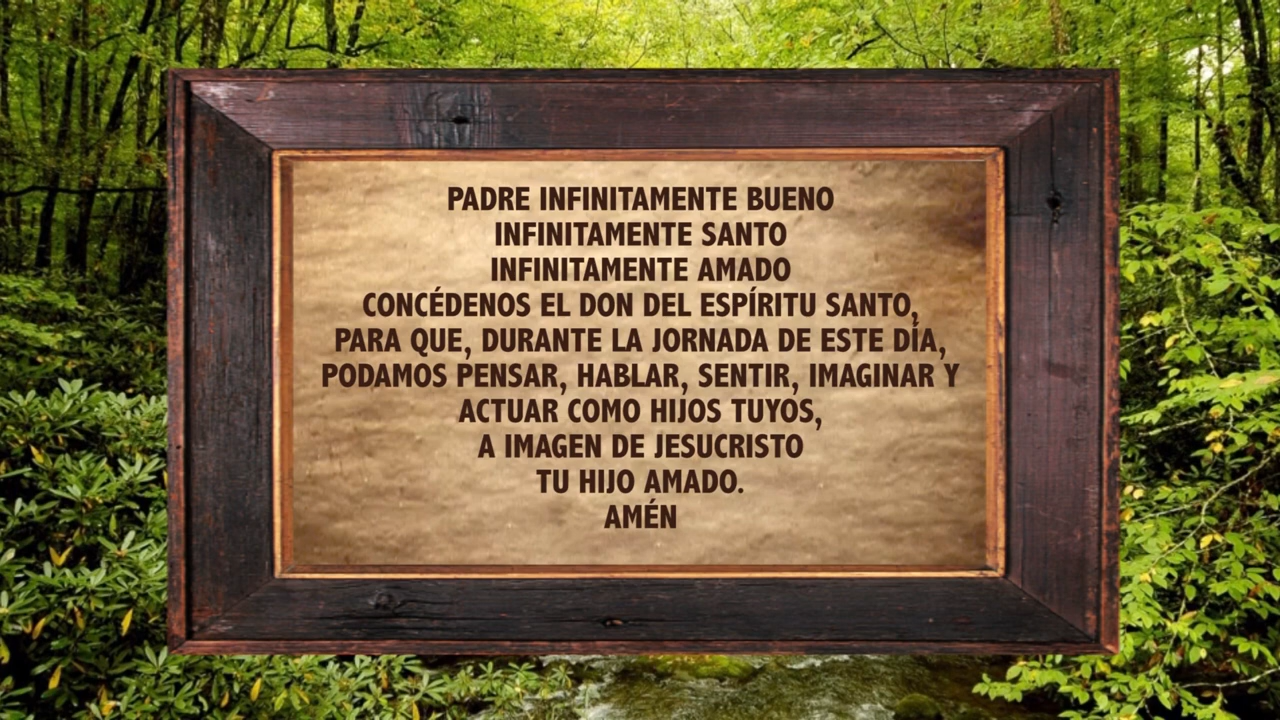 PADRE INFINITAMENTE BUENO
INFINITAMENTE SANTO
INFINITAMENTE AMADO
CONCÉDENOS EL DON DEL ESPÍRITU SANTO,
PARA QUE, DURANTE LA JORNADA DE ESTE DÍA,
PODAMOS PENSAR, HABLAR, SENTIR, IMAGINAR Y
ACTUAR COMO HIJOS TUYOS,
A IMAGEN DE JESUCRISTO
TU HIJO AMADO.
AMÉN